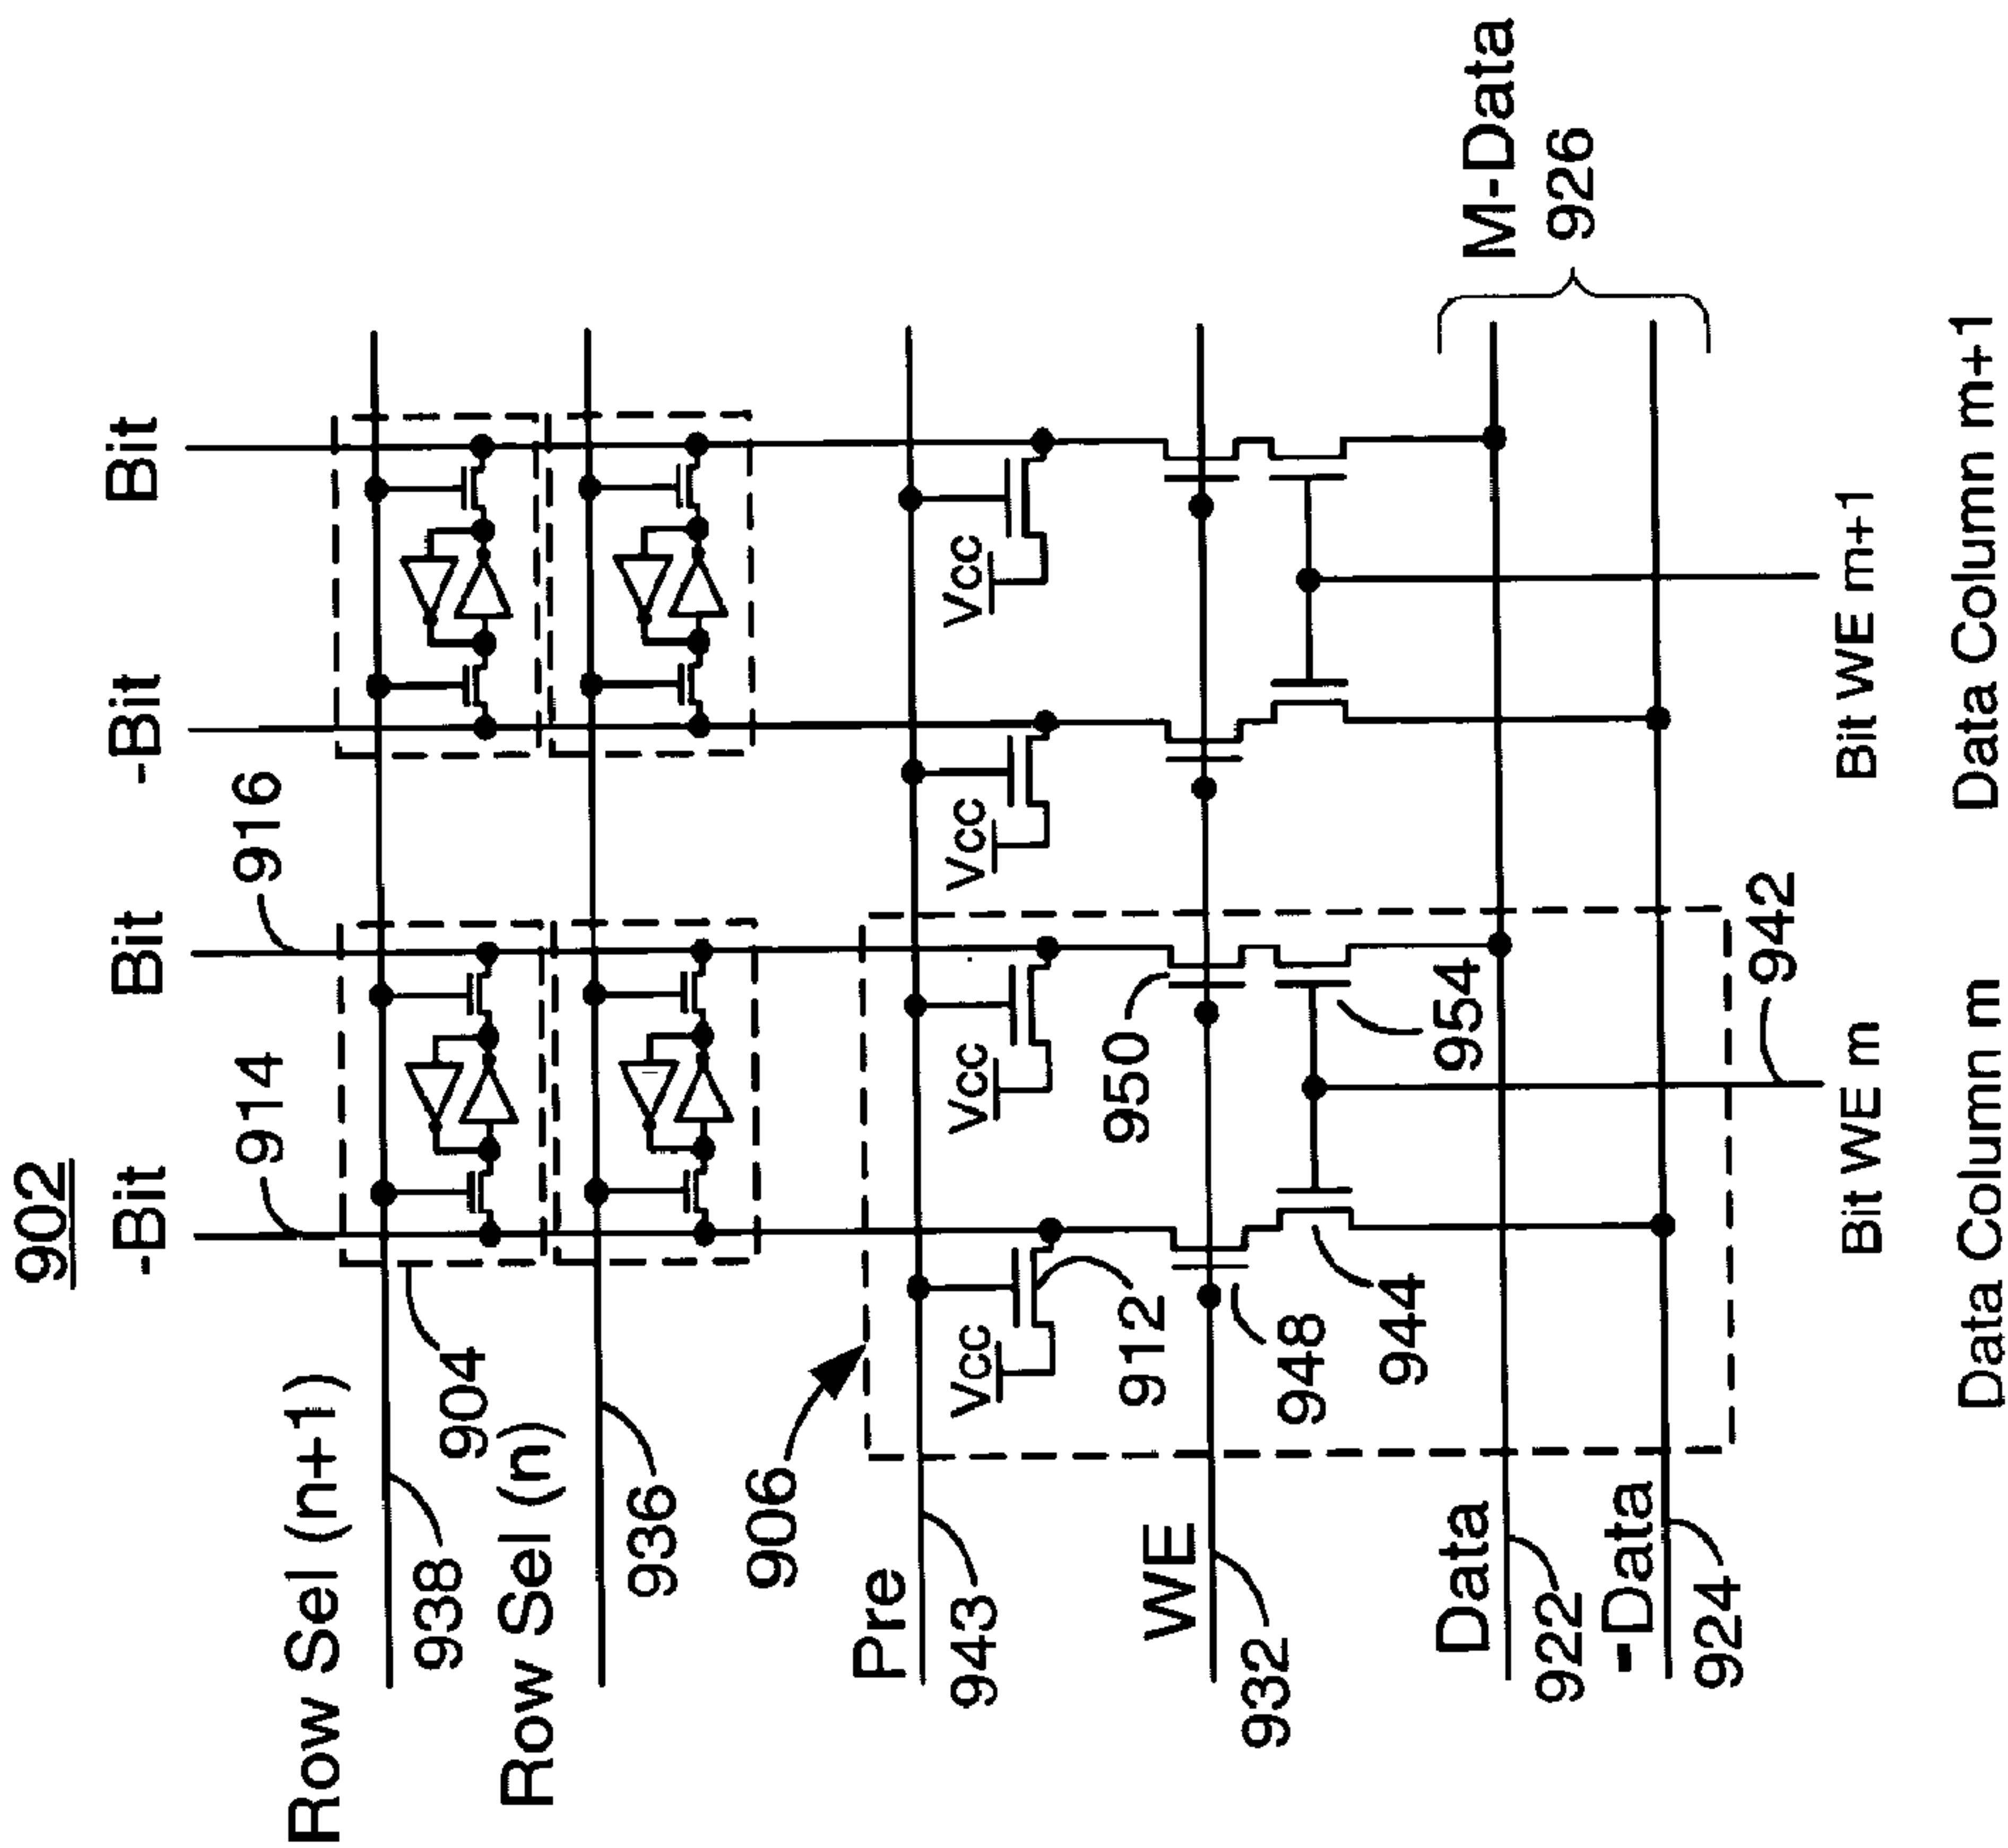 902
-Bit
Bit
-Bit
Bit
914
916
Row Sel (n+1)
938
904
Row Sel (n)
936
906
Pre
943
Vcc
Vcc
Vcc
Vcc
912
950
WE
932
948
944
954
Data
922
-Data
924
M-Data
926
942
Bit WE m
Bit WE m+1
Data Column m
Data Column m+1